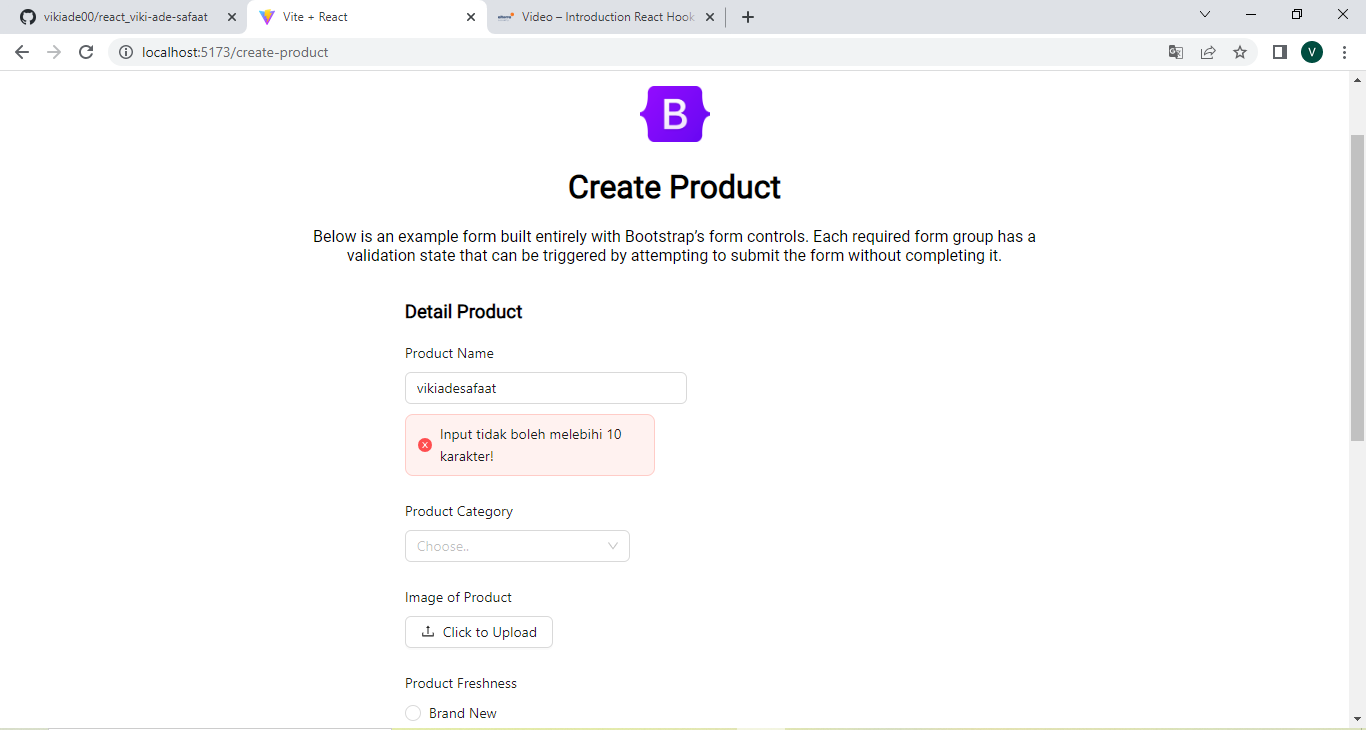 vikiade00/react_viki-ade-safaat
Vite + React
Video – Introduction React Hook
localhost:5173/create-product
V
B
Create Product
Below is an example form built entirely with Bootstrap’s form controls. Each required form group has a
validation state that can be triggered by attempting to submit the form without completing it.
Detail Product
Product Name
vikiadesafaat
Input tidak boleh melebihi 10
karakter!
Product Category
Choose..
Image of Product
Click to Upload
Product Freshness
Brand New